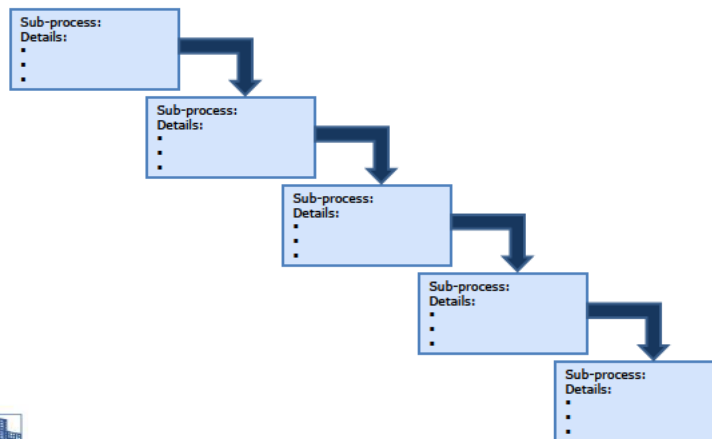 Sub-process:
Details:
▪
▪
▪
Sub-process:
Details:
▪
▪
▪
Sub-process:
Details:
▪
▪
▪
Sub-process:
Details:
▪
▪
▪
Sub-process:
Details:
▪
▪
▪